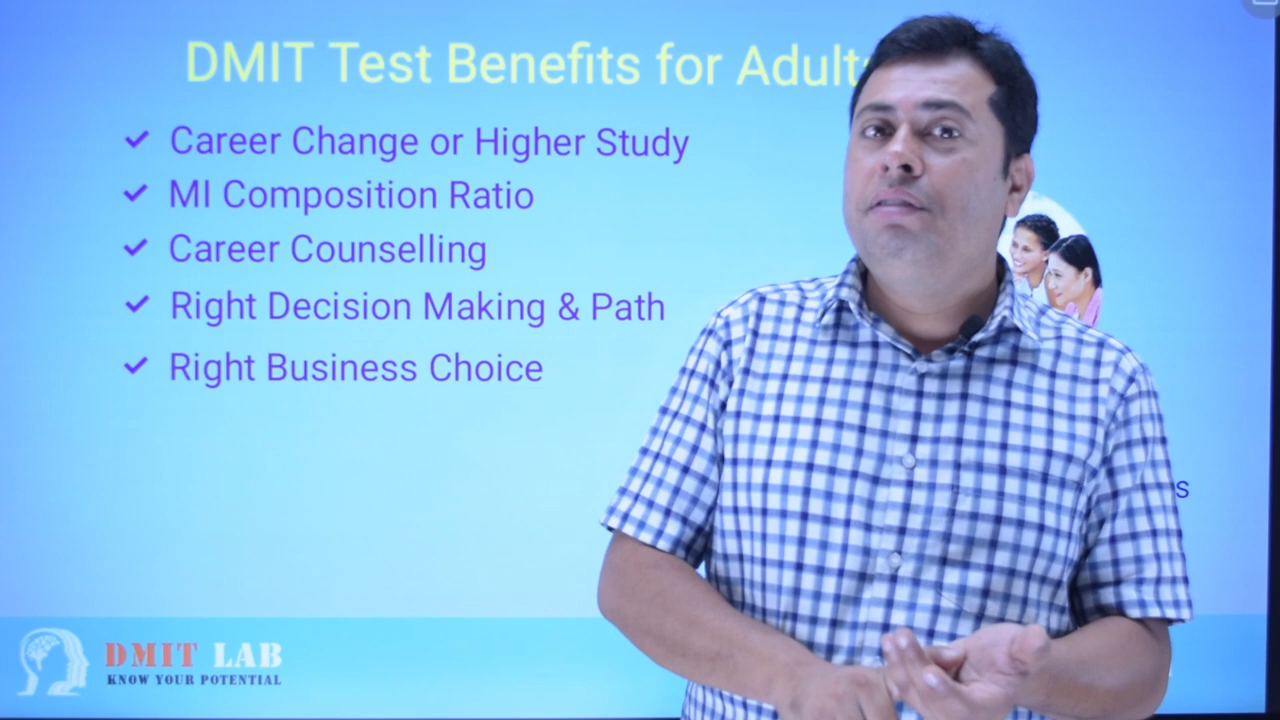 DMIT Test Benefits for Adult
Career Change or Higher Study
MI Composition Ratio
Career Counselling
Right Decision Making & Path
Right Business Choice
DMIT LAB
KNOW YOUR POTENTIAL